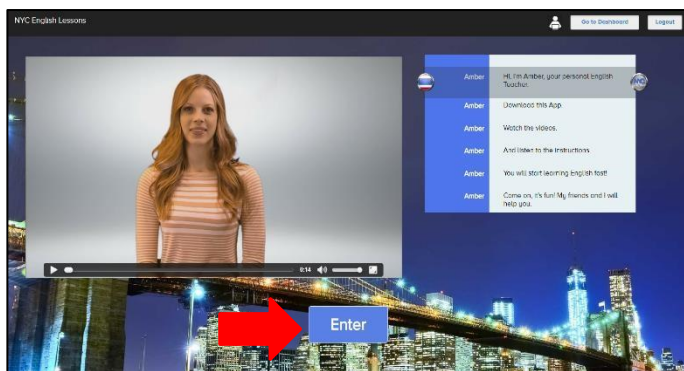 NYC English Lessons
Go to Dashboard
Logout
Amber
Hi, I'm Amber, your personal English
Teacher.
Amber
Download this App.
Amber
Watch the videos.
Amber
And listen to the instructions.
Amber
You will start learning English fast!
Amber
Come on, it's fun! My friends and I will
help you.
0:14
Enter